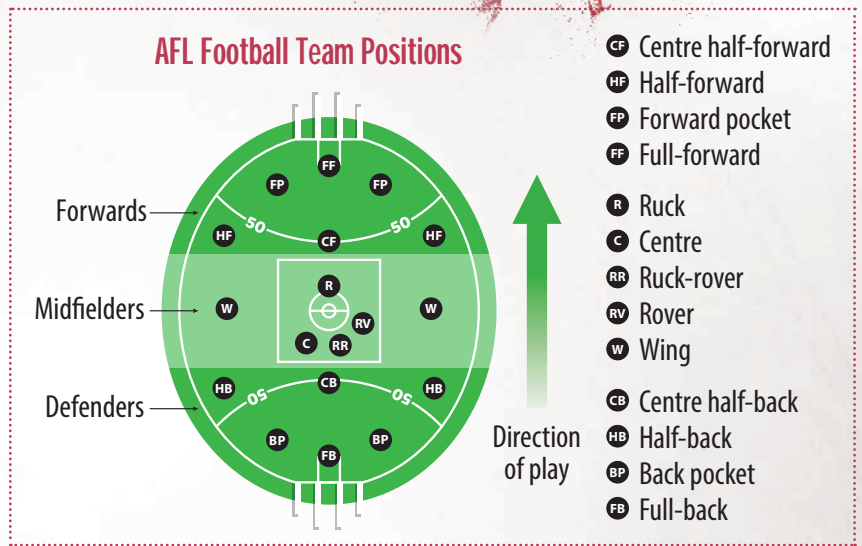 AFL Football Team Positions
Forwards
Midfielders
Defenders
FF
FP
FP
50
50
HF
CF
HF
R
W
W
RV
C
RR
HB
CB
HB
50
50
BP
BP
FB
Direction
of play
CF Centre half-forward
HF Half-forward
FP Forward pocket
FF Full-forward
R Ruck
C Centre
RR Ruck-rover
RV Rover
W Wing
CB Centre half-back
HB Half-back
BP Back pocket
FB Full-back